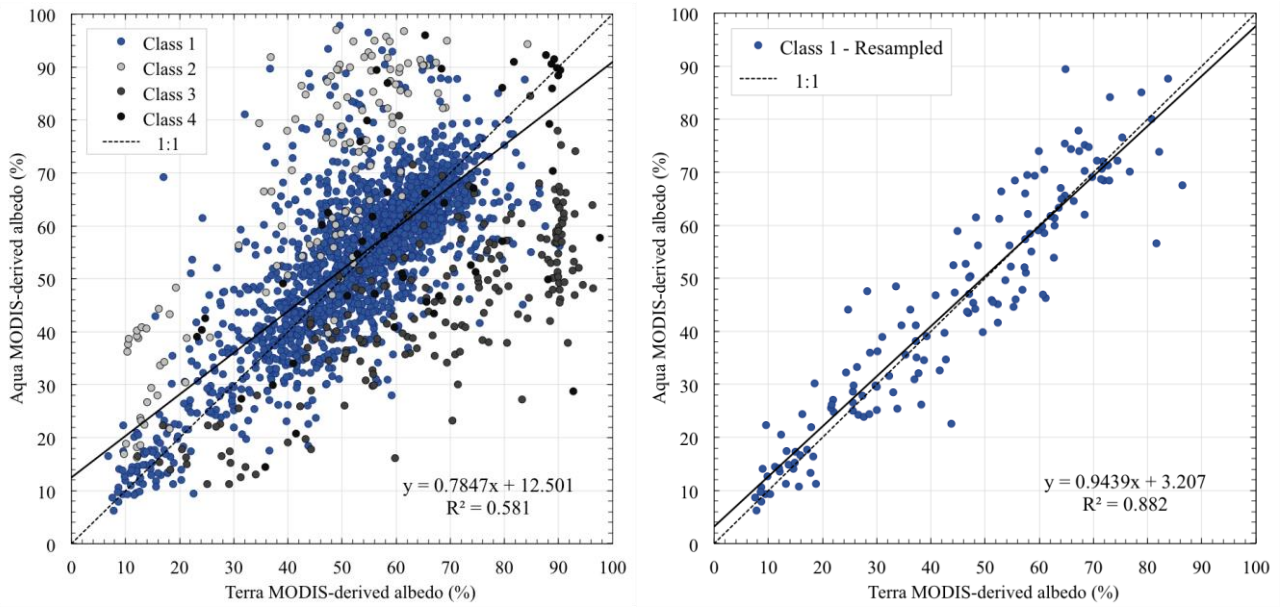 100
90
80
70
60
50
40
30
20
10
0
Aqua MODIS-derived albedo (%)
Class 1
Class 2
Class 3
Class 4
1:1
y = 0.7847x + 12.501
R² = 0.581
0 10 20 30 40 50 60 70 80 90 100
Terra MODIS-derived albedo (%)
100
90
80
70
60
50
40
30
20
10
0
Aqua MODIS-derived albedo (%)
Class 1 - Resampled
1:1
y = 0.9439x + 3.207
R² = 0.882
0 10 20 30 40 50 60 70 80 90 100
Terra MODIS-derived albedo (%)